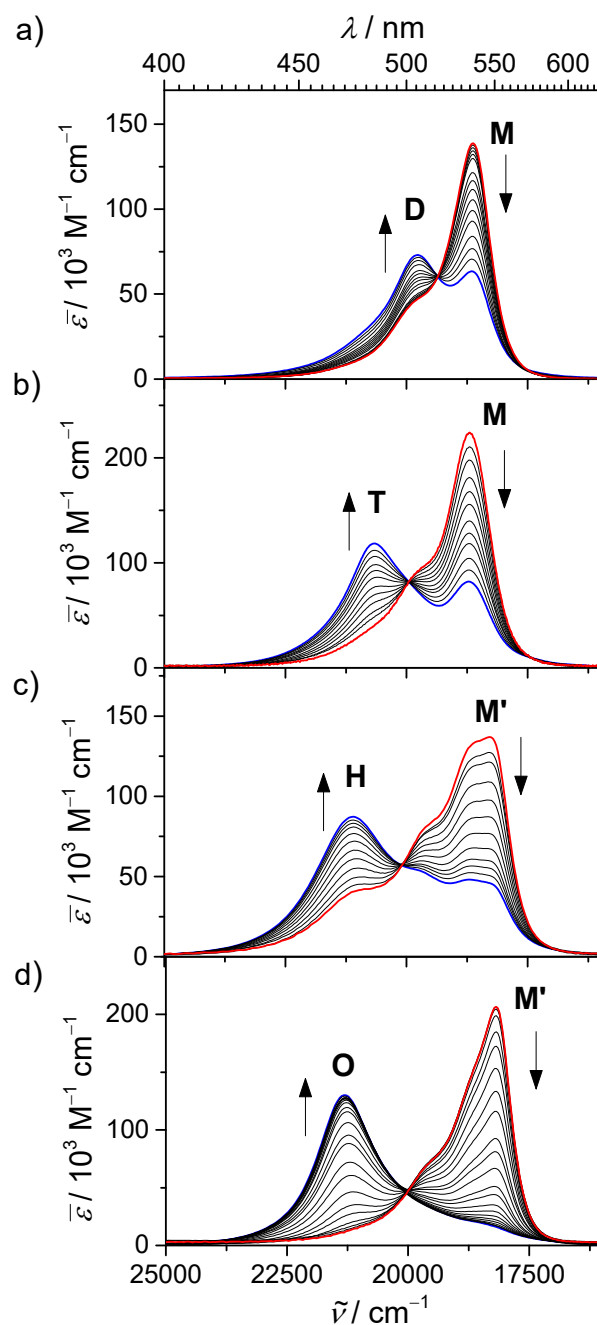 λ / nm
400 450 500 550 600
a)
M
D
150
100
50
0
ε̅ / 10³ M⁻¹ cm⁻¹
b)
M
T
200
100
0
ε̅ / 10³ M⁻¹ cm⁻¹
c)
M'
H
150
100
50
0
ε̅ / 10³ M⁻¹ cm⁻¹
d)
M'
O
200
150
100
50
0
ε̅ / 10³ M⁻¹ cm⁻¹
25000 22500 20000 17500
ν̃ / cm⁻¹